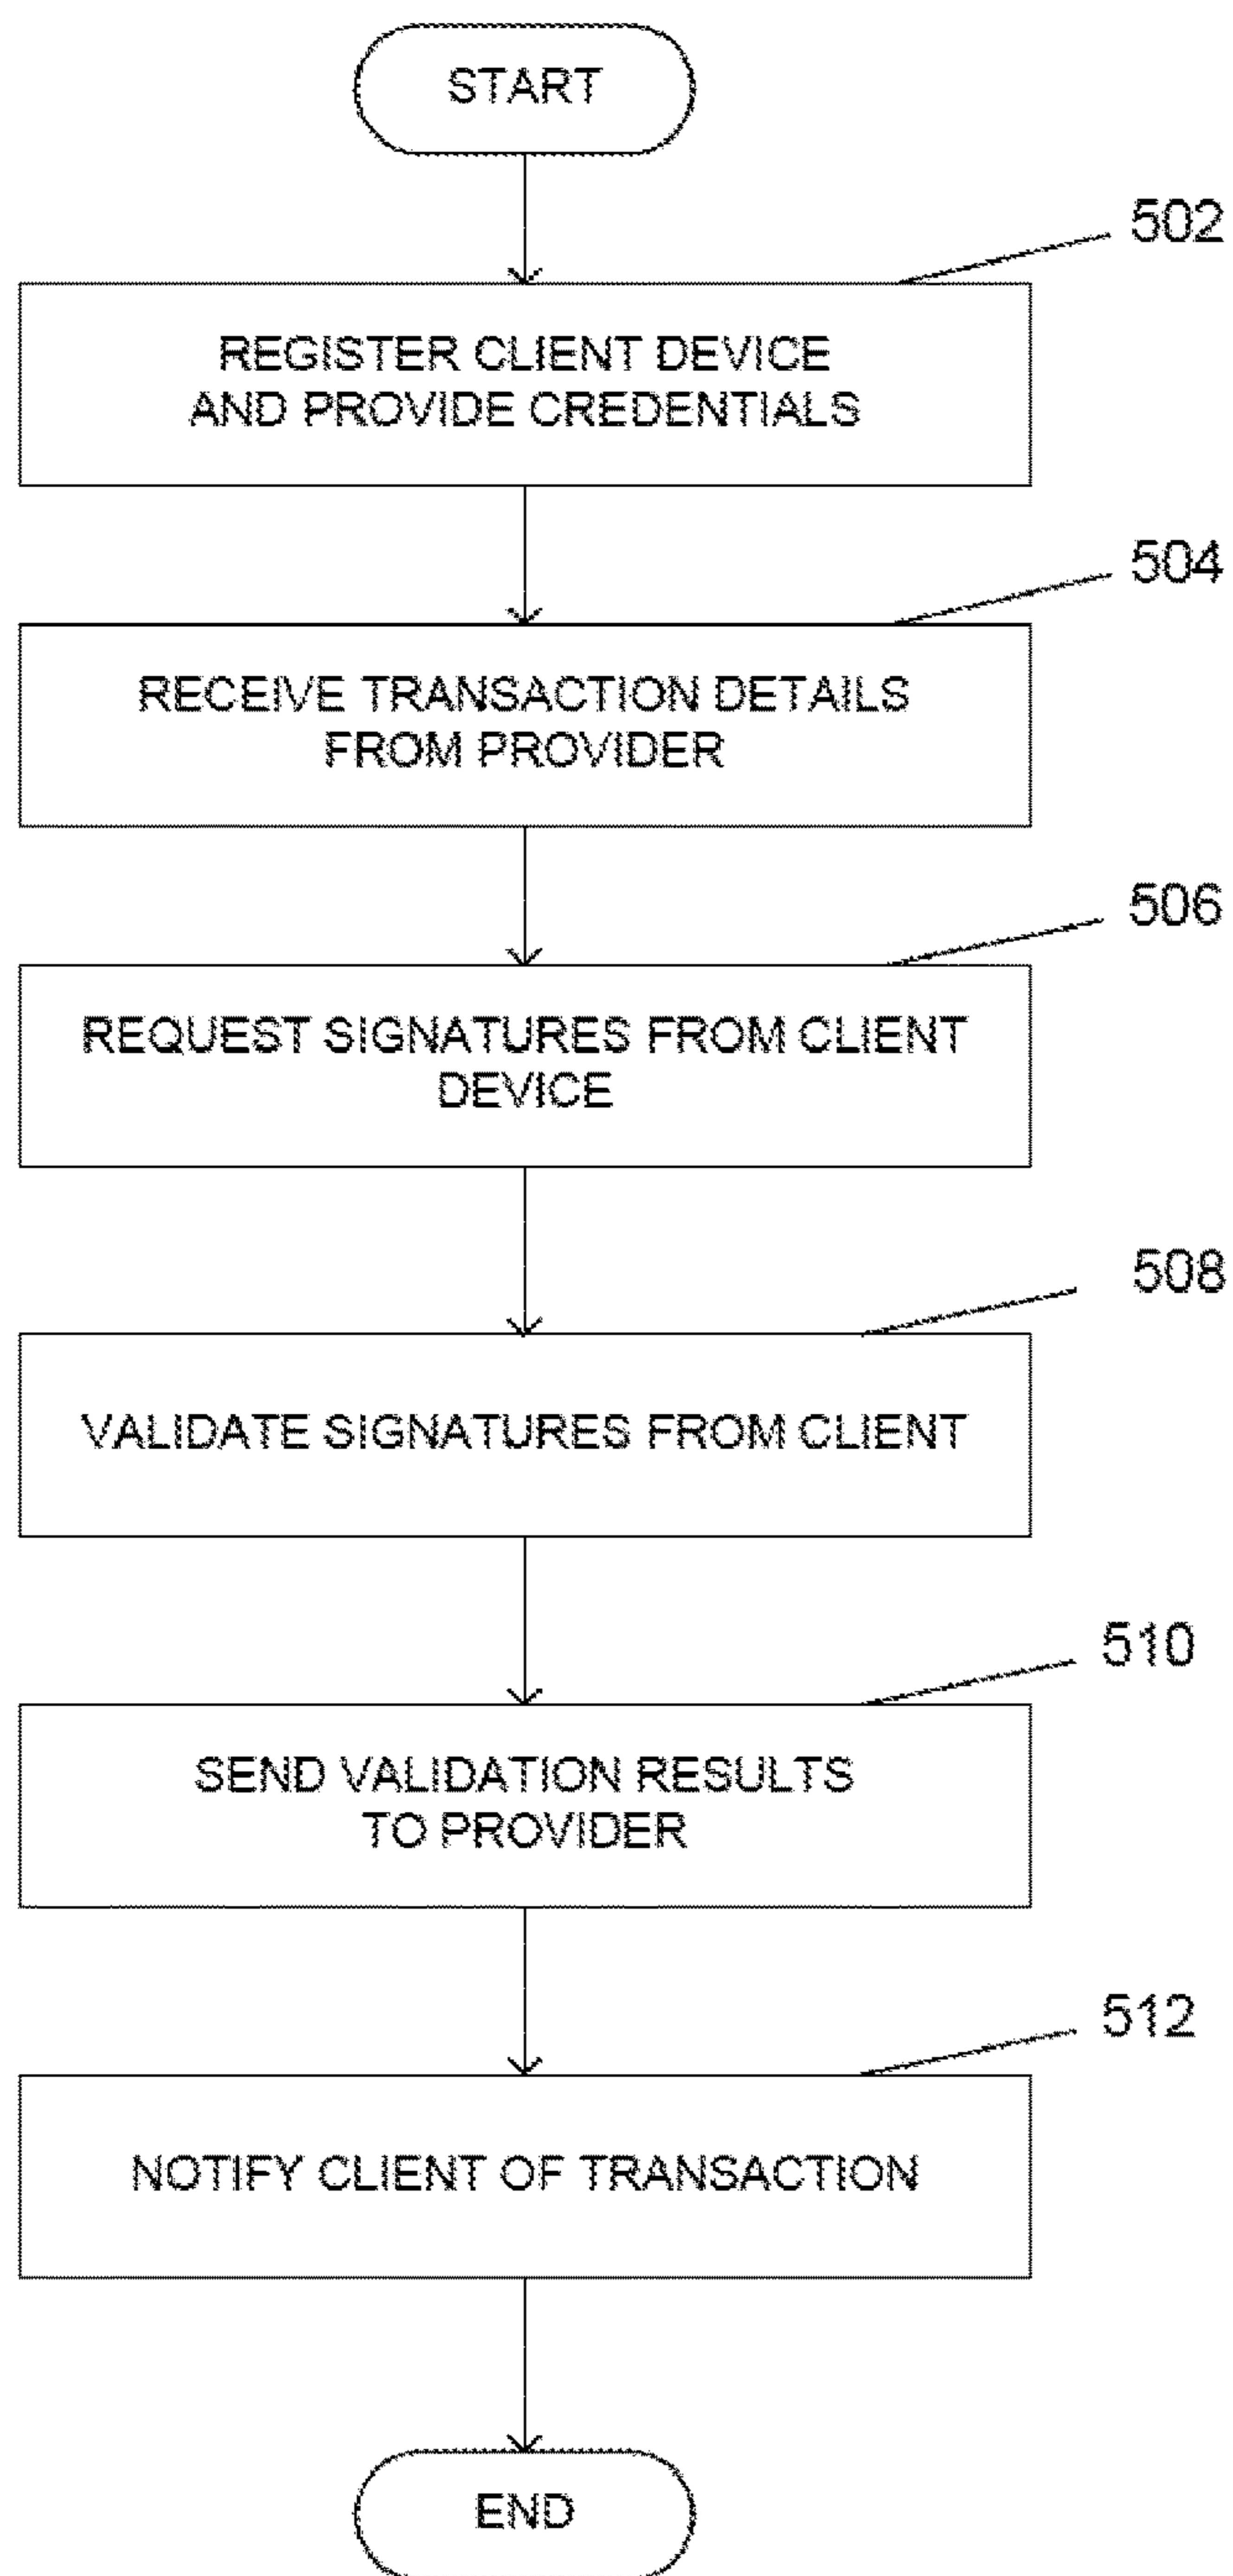 START
502
REGISTER CLIENT DEVICE
AND PROVIDE CREDENTIALS
504
RECEIVE TRANSACTION DETAILS
FROM PROVIDER
506
REQUEST SIGNATURES FROM CLIENT
DEVICE
508
VALIDATE SIGNATURES FROM CLIENT
510
SEND VALIDATION RESULTS
TO PROVIDER
512
NOTIFY CLIENT OF TRANSACTION
END